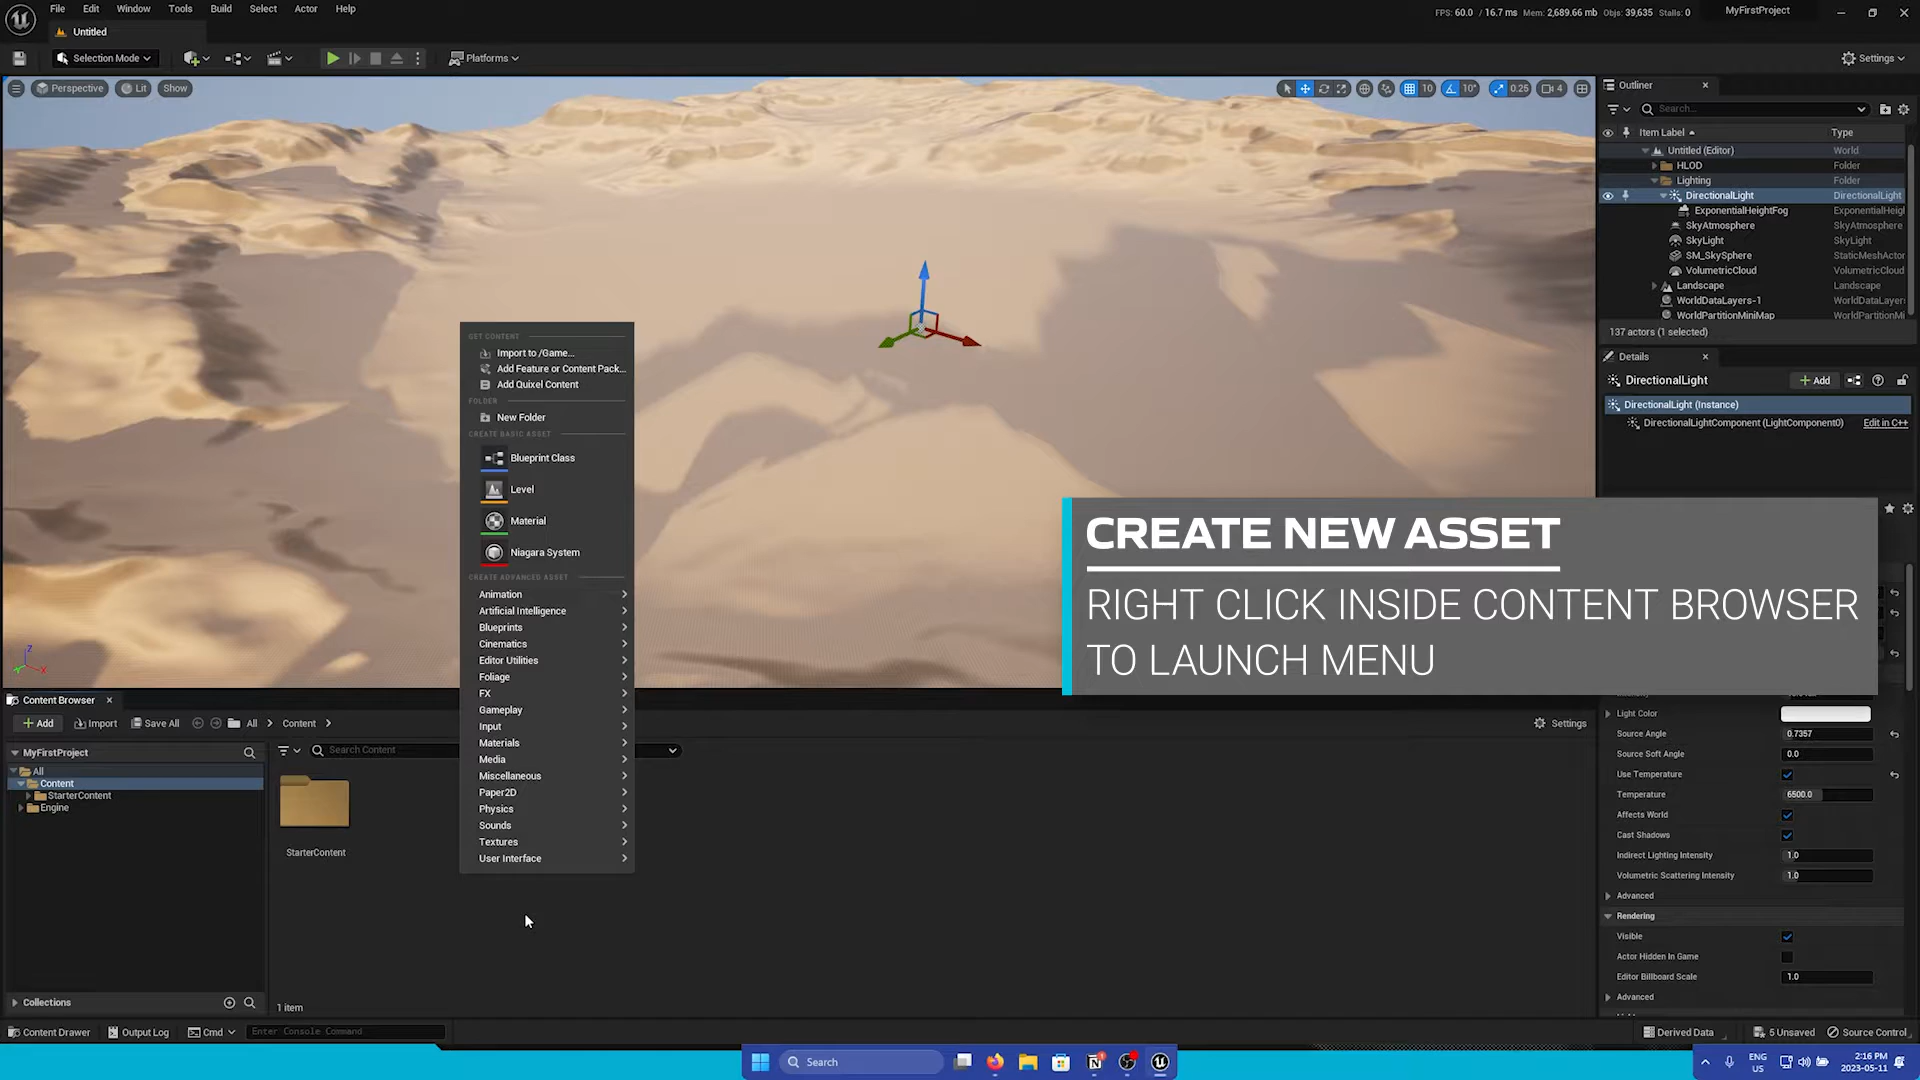 File Edit Window Tools Build Select Actor Help
FPS: 60.0 / 16.7 ms Mem: 2,689.66 mb Objs: 39,635 Stalls: 0
MyFirstProject
Untitled
Selection Mode
Platforms
Settings
Perspective Lit Show
10 10° 0.25 4
Outliner
Search...
Item Label Type
Untitled (Editor) World
HLOD Folder
Lighting Folder
DirectionalLight DirectionalLight
ExponentialHeightFog ExponentialHeigl
SkyAtmosphere SkyAtmosphere
SkyLight SkyLight
SM_SkySphere StaticMeshActor
VolumetricCloud VolumetricCloud
Landscape Landscape
WorldDataLayers-1 WorldDataLayer
WorldPartitionMiniMap WorldPartitionMi
137 actors (1 selected)
Details
DirectionalLight
Add
DirectionalLight (Instance)
DirectionalLightComponent (LightComponent0) Edit in C++
GET CONTENT
Import to /Game...
Add Feature or Content Pack...
Add Quixel Content
FOLDER
New Folder
CREATE BASIC ASSET
Blueprint Class
Level
Material
Niagara System
CREATE ADVANCED ASSET
Animation
Artificial Intelligence
Blueprints
Cinematics
Editor Utilities
Foliage
FX
Gameplay
Input
Materials
Media
Miscellaneous
Paper2D
Physics
Sounds
Textures
User Interface
CREATE NEW ASSET
RIGHT CLICK INSIDE CONTENT BROWSER
TO LAUNCH MENU
Z
X
Content Browser
Add Import Save All All Content
Settings
MyFirstProject
Search Content
All
Content
StarterContent
Engine
StarterContent
Collections
1 item
Light Color
Source Angle 0.7357
Source Soft Angle 0.0
Use Temperature
Temperature 6500.0
Affects World
Cast Shadows
Indirect Lighting Intensity 1.0
Volumetric Scattering Intensity 1.0
Advanced
Rendering
Visible
Actor Hidden In Game
Editor Billboard Scale 1.0
Advanced
Content Drawer Output Log Cmd Enter Console Command
Derived Data 5 Unsaved Source Control
Search
ENG
US
2:16 PM
2023-05-11